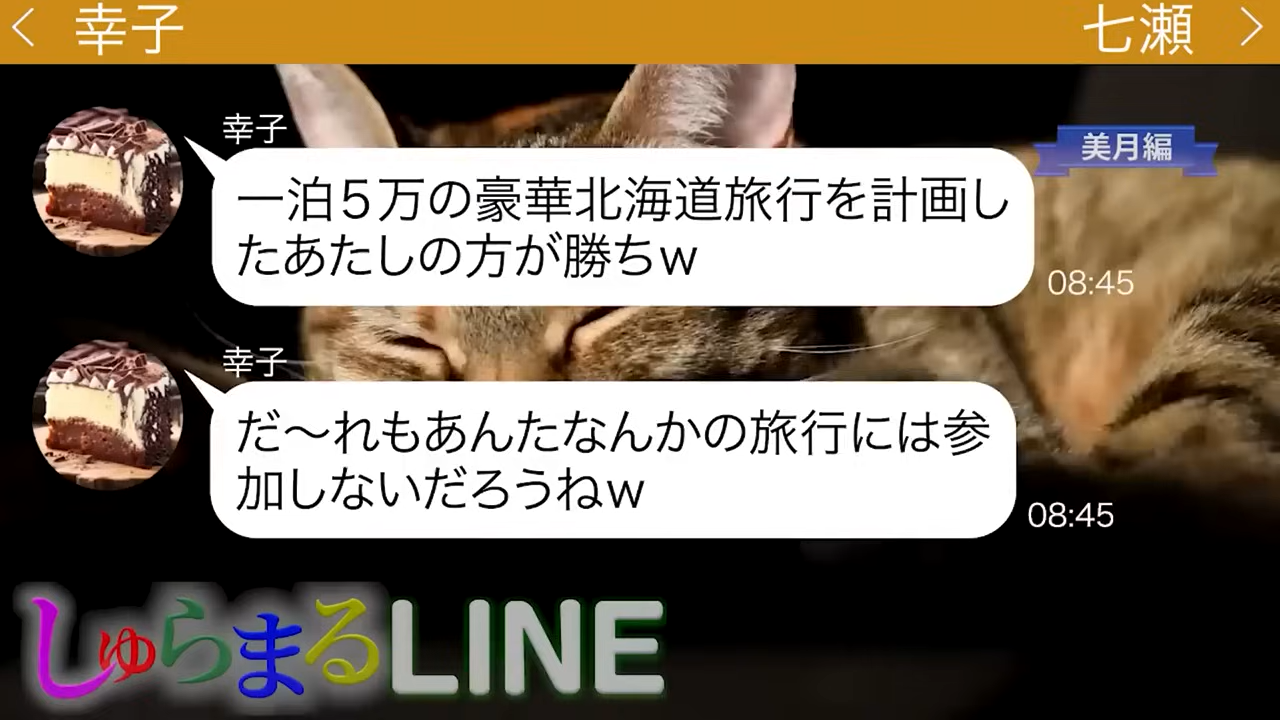 幸子
七瀬
幸子
美月編
一泊5万の豪華北海道旅行を計画し
たあたしの方が勝ちｗ
08:45
幸子
だ〜れもあんたなんかの旅行には参
加しないだろうねｗ
08:45
しゅらまるLINE